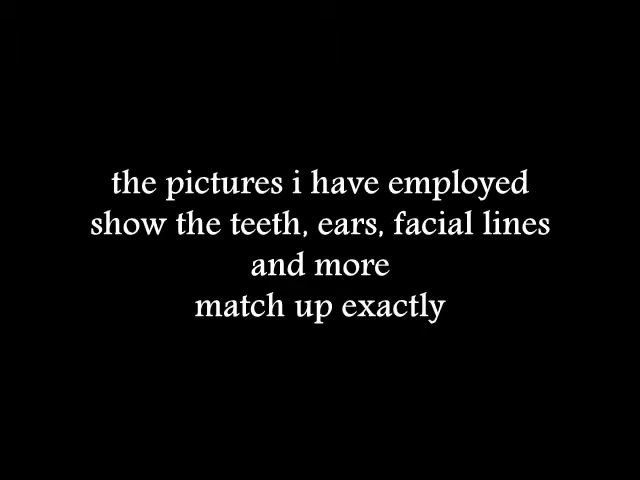 the pictures i have employed
show the teeth, ears, facial lines
and more
match up exactly